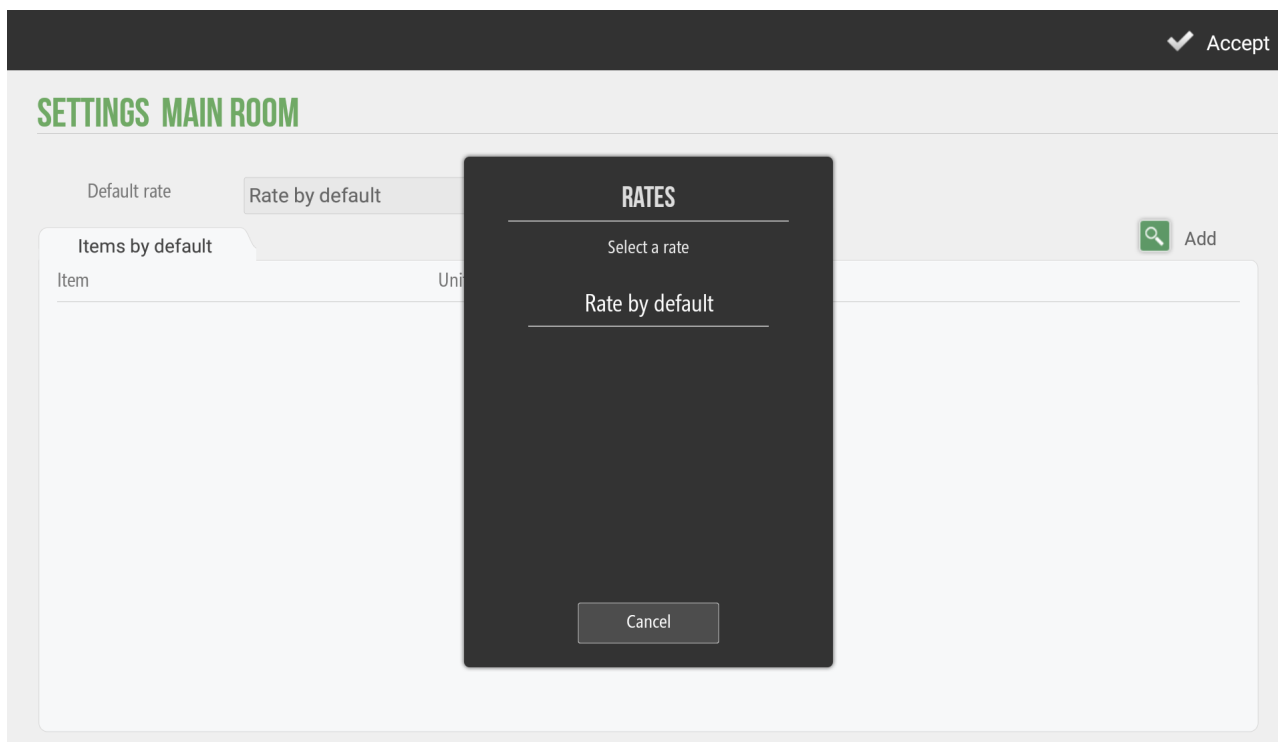 Accept
SETTINGS MAIN ROOM
Default rate
Rate by default
Items by default
Add
Item
RATES
Select a rate
Rate by default
Cancel